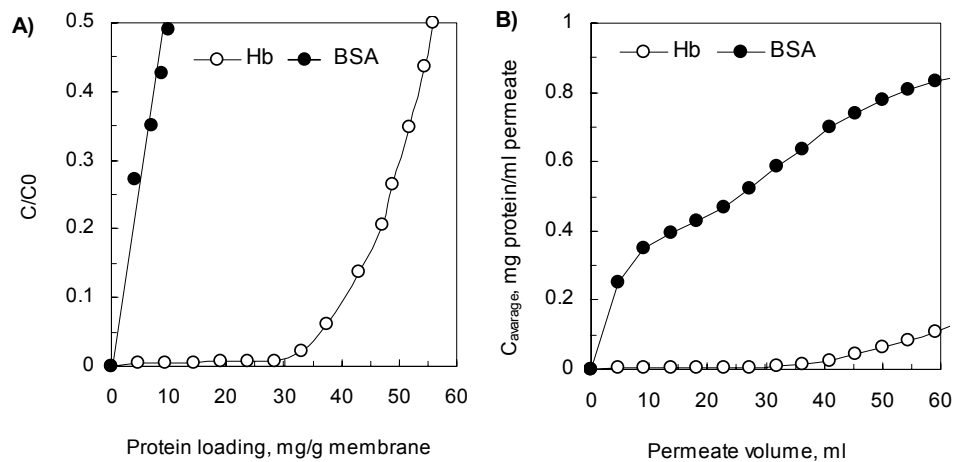 A)
Hb BSA
0.5
0.4
0.3
0.2
0.1
0
C/C0
0 10 20 30 40 50 60
Protein loading, mg/g membrane
B)
Hb BSA
1
0.8
0.6
0.4
0.2
0
Cavarage, mg protein/ml permeate
0 10 20 30 40 50 60
Permeate volume, ml